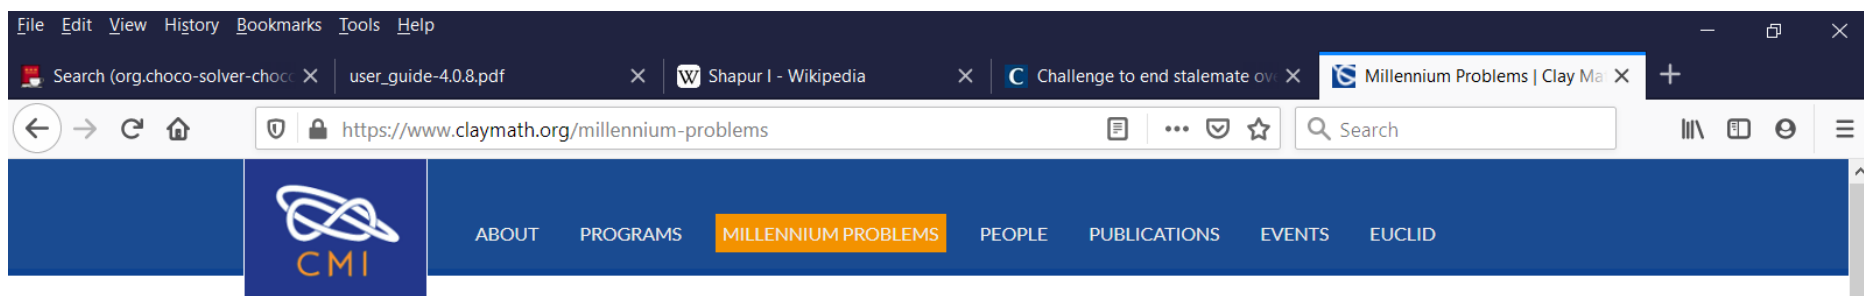 File Edit View History Bookmarks Tools Help
Search (org.choco-solver-choco user_guide-4.0.8.pdf W Shapur I - Wikipedia C Challenge to end stalemate ov Millennium Problems | Clay Ma
https://www.claymath.org/millennium-problems Search
ABOUT PROGRAMS MILLENNIUM PROBLEMS PEOPLE PUBLICATIONS EVENTS EUCLID
CMI